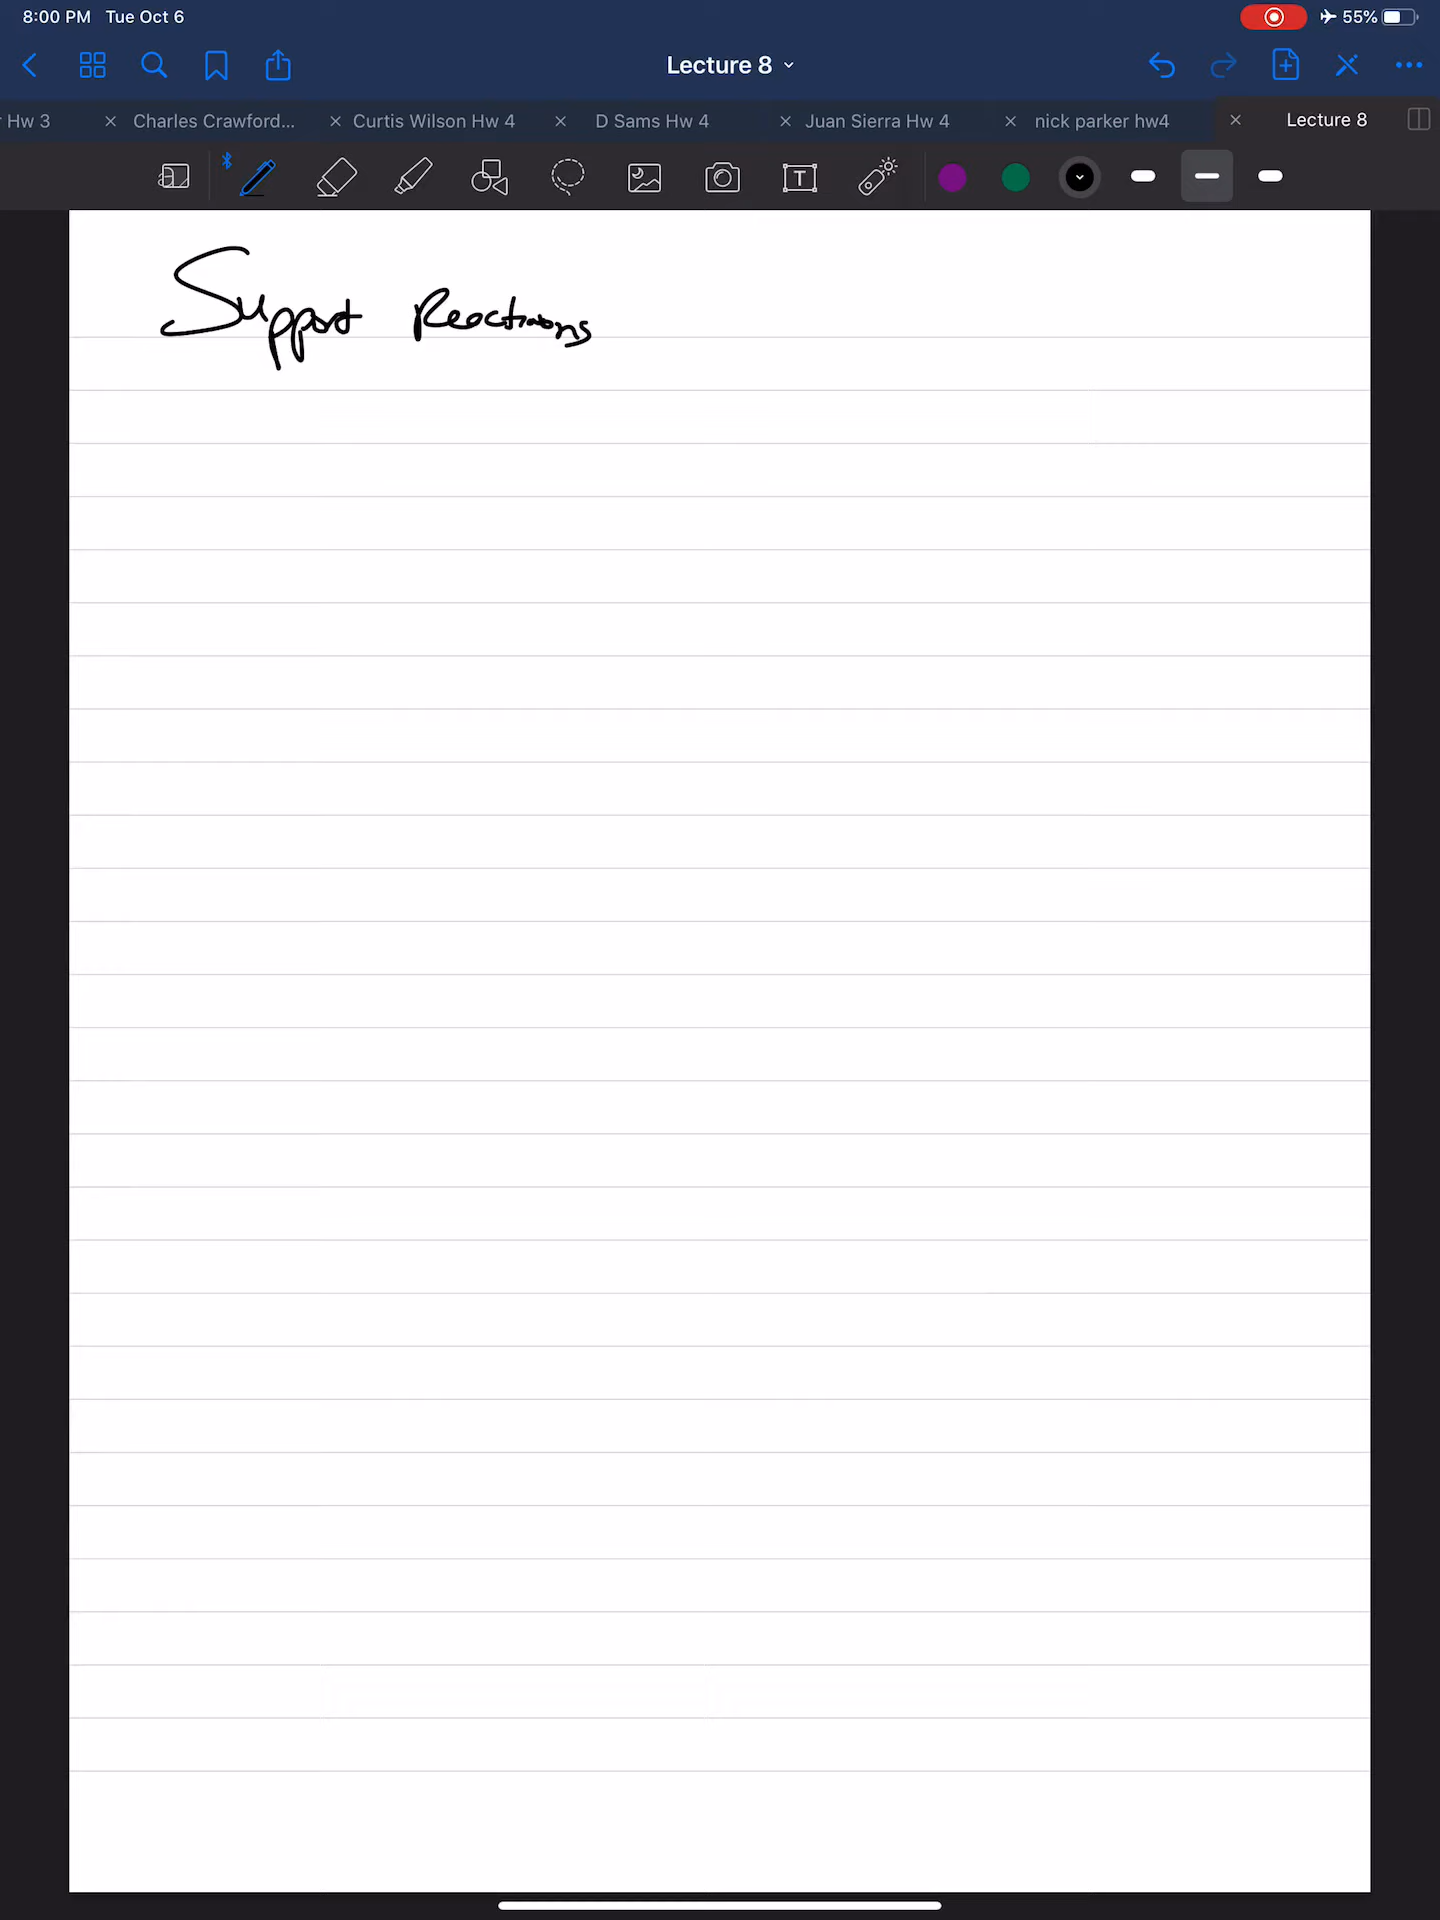 8:00 PM Tue Oct 6
55%
Lecture 8
Hw 3
Charles Crawford...
Curtis Wilson Hw 4
D Sams Hw 4
Juan Sierra Hw 4
nick parker hw4
Lecture 8
T
Support Reactions